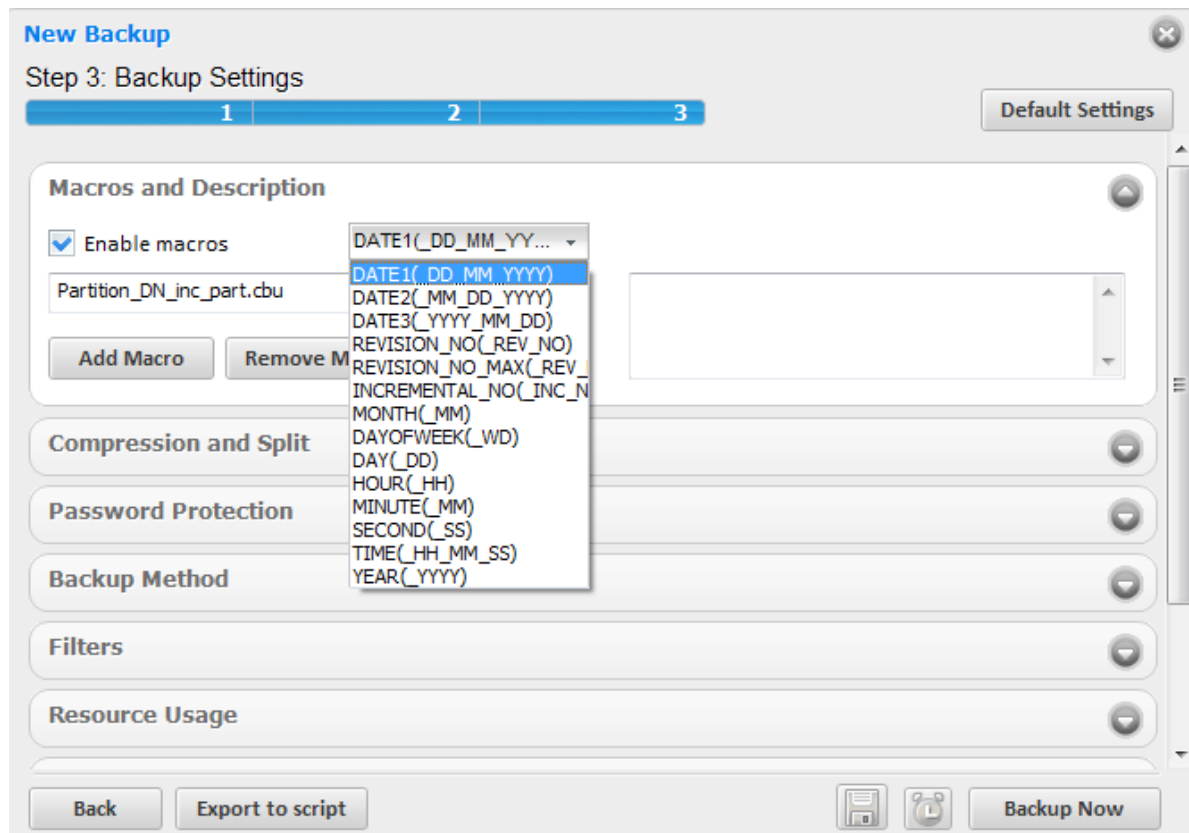 New Backup
Step 3: Backup Settings
1 2 3
Default Settings
Macros and Description
Enable macros
DATE1(_DD_MM_YY...
Partition_DN_inc_part.cbu
DATE1(_DD_MM_YYYY)
DATE2(_MM_DD_YYYY)
DATE3(_YYYY_MM_DD)
REVISION_NO(_REV_NO)
REVISION_NO_MAX(_REV_
INCREMENTAL_NO(_INC_N
MONTH(_MM)
DAYOFWEEK(_WD)
DAY(_DD)
HOUR(_HH)
MINUTE(_MM)
SECOND(_SS)
TIME(_HH_MM_SS)
YEAR(_YYYY)
Add Macro
Remove M
Compression and Split
Password Protection
Backup Method
Filters
Resource Usage
Back
Export to script
Backup Now